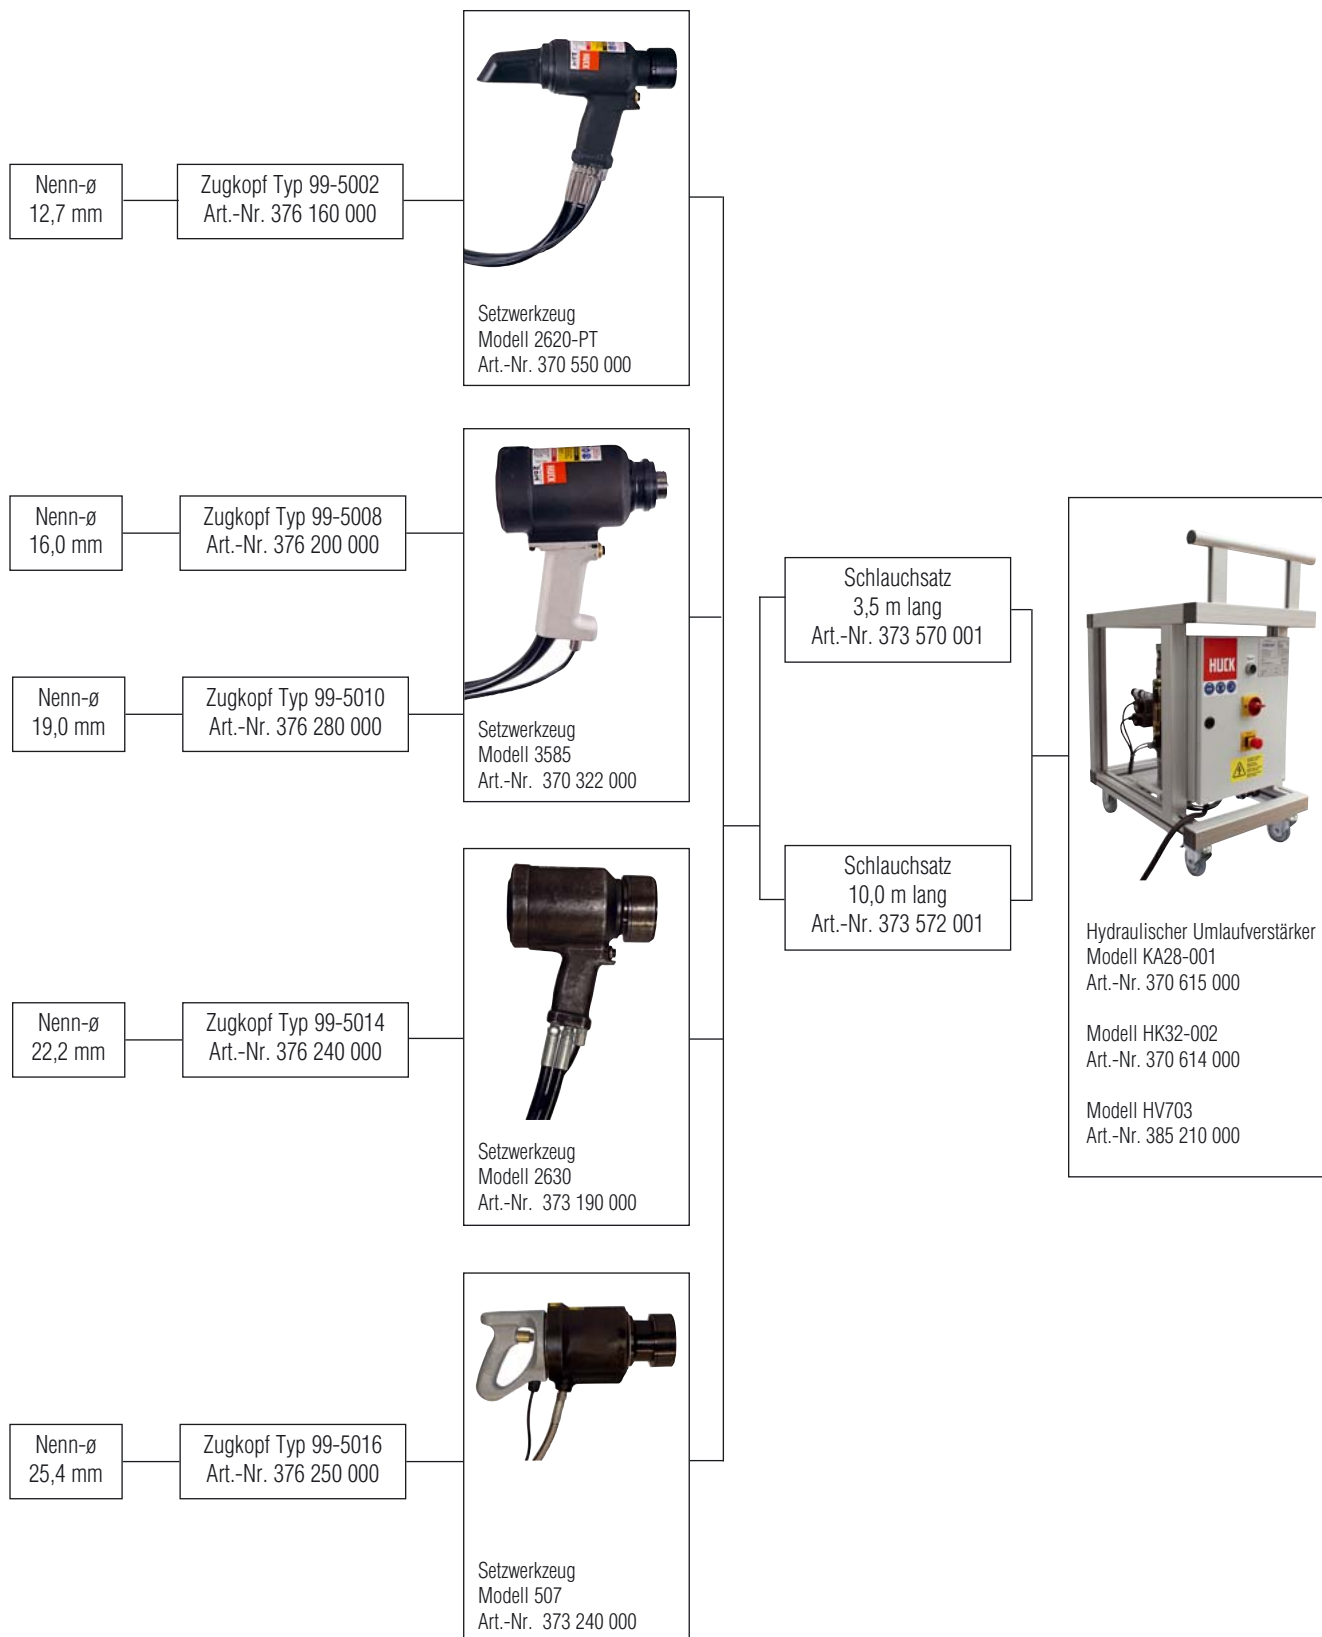 Nenn-ø
12,7 mm
Zugkopf Typ 99-5002
Art.-Nr. 376 160 000
HUCK
Setzwerkzeug
Modell 2620-PT
Art.-Nr. 370 550 000
Nenn-ø
16,0 mm
Zugkopf Typ 99-5008
Art.-Nr. 376 200 000
Nenn-ø
19,0 mm
Zugkopf Typ 99-5010
Art.-Nr. 376 280 000
HUCK
Setzwerkzeug
Modell 3585
Art.-Nr. 370 322 000
Nenn-ø
22,2 mm
Zugkopf Typ 99-5014
Art.-Nr. 376 240 000
Setzwerkzeug
Modell 2630
Art.-Nr. 373 190 000
Nenn-ø
25,4 mm
Zugkopf Typ 99-5016
Art.-Nr. 376 250 000
Setzwerkzeug
Modell 507
Art.-Nr. 373 240 000
Schlauchsatz
3,5 m lang
Art.-Nr. 373 570 001
Schlauchsatz
10,0 m lang
Art.-Nr. 373 572 001
HUCK
Hydraulischer Umlaufverstärker
Modell KA28-001
Art.-Nr. 370 615 000
Modell HK32-002
Art.-Nr. 370 614 000
Modell HV703
Art.-Nr. 385 210 000